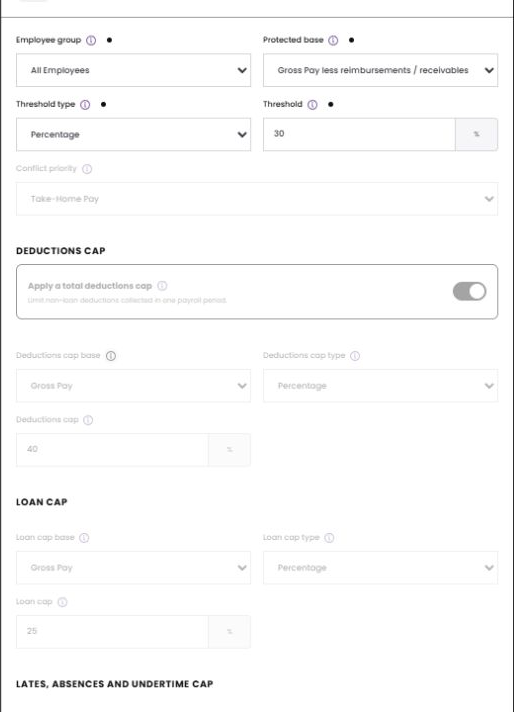 Employee group
Protected base
All Employees
Gross Pay less reimbursements / receivables
Threshold type
Threshold
Percentage
30
%
Conflict priority
Take-Home Pay
DEDUCTIONS CAP
Apply a total deductions cap
Limit non-loan deductions collected in one payroll period.
Deductions cap base
Deductions cap type
Gross Pay
Percentage
Deductions cap
40
%
LOAN CAP
Loan cap base
Loan cap type
Gross Pay
Percentage
Loan cap
25
%
LATES, ABSENCES AND UNDERTIME CAP